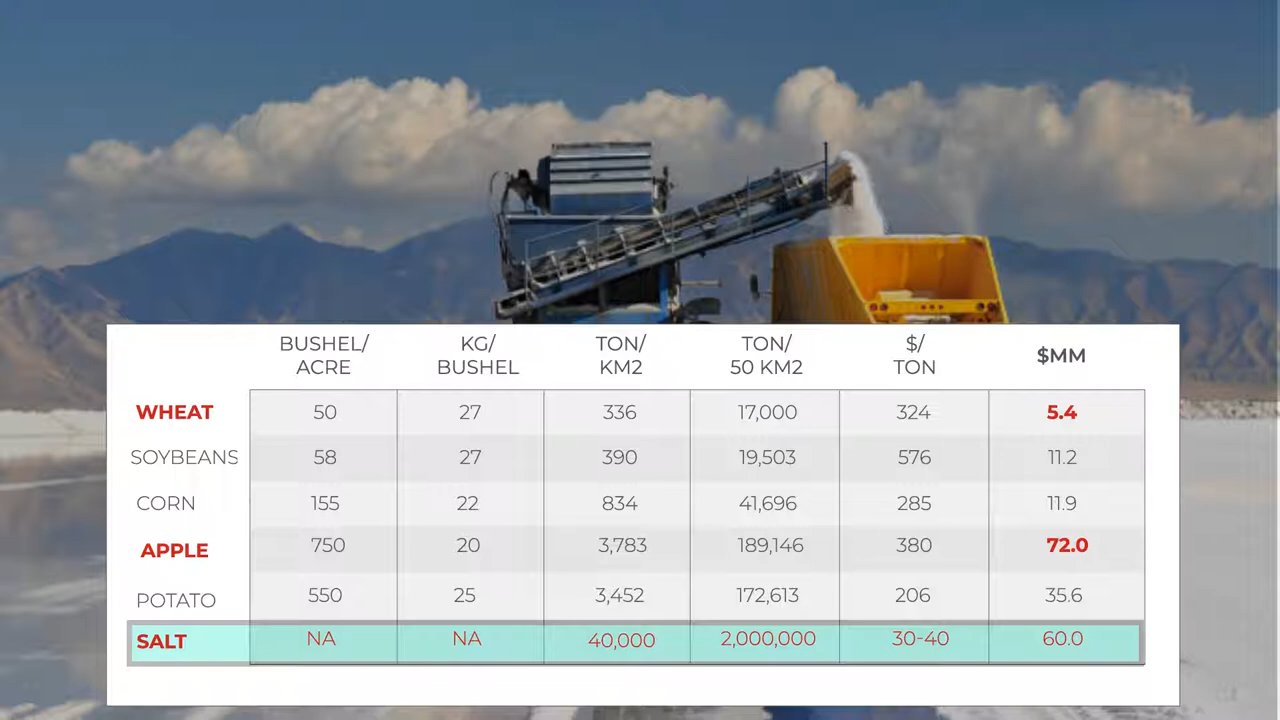 BUSHEL/ KG/ TON/ TON/ $/ $MM
ACRE BUSHEL KM2 50 KM2 TON
WHEAT 50 27 336 17,000 324 5.4
SOYBEANS 58 27 390 19,503 576 11.2
CORN 155 22 834 41,696 285 11.9
APPLE 750 20 3,783 189,146 380 72.0
POTATO 550 25 3,452 172,613 206 35.6
SALT NA NA 40,000 2,000,000 30-40 60.0